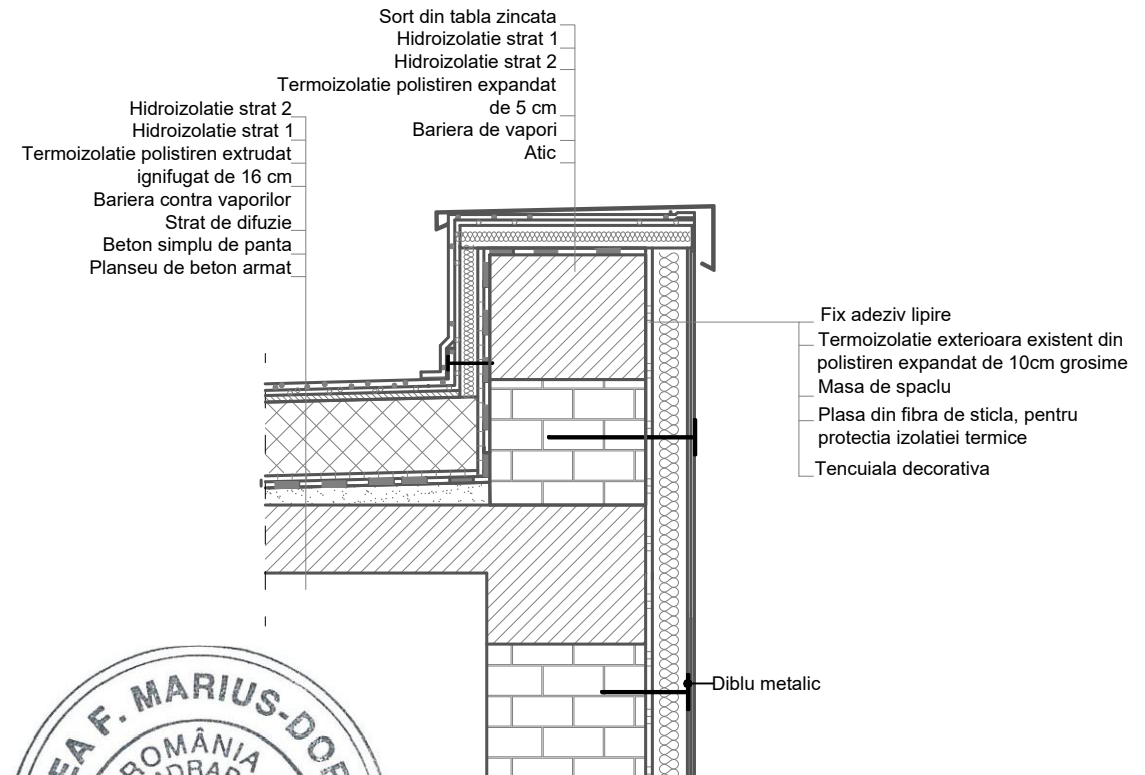 Sort din tabla zincata
Hidroizolatie strat 1
Hidroizolatie strat 2
Termoizolatie polistiren expandat
de 5 cm
Bariera de vapori
Atic
Hidroizolatie strat 2
Hidroizolatie strat 1
Termoizolatie polistiren extrudat
ignifugat de 16 cm
Bariera contra vaporilor
Strat de difuzie
Beton simplu de panta
Planseu de beton armat
Fix adeziv lipire
Termoizolatie exterioara existent din
polistiren expandat de 10cm grosime
Masa de spaclu
Plasa din fibra de sticla, pentru
protectia izolatiei termice
Tencuiala decorativa
Diblu metalic
F. MARIUS-
ROMÂNIA